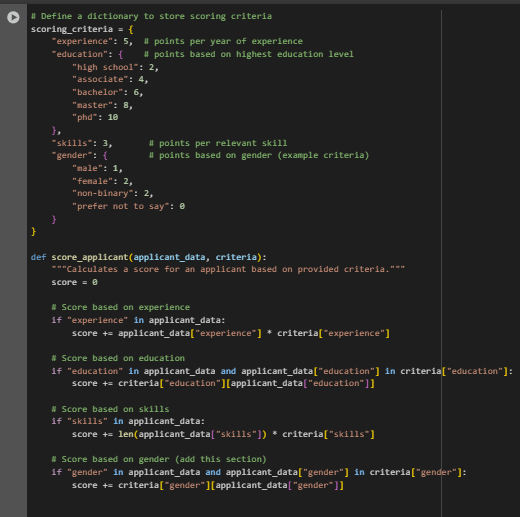 # Define a dictionary to store scoring criteria
scoring_criteria = {
    "experience": 5,  # points per year of experience
    "education": {    # points based on highest education level
        "high school": 2,
        "associate": 4,
        "bachelor": 6,
        "master": 8,
        "phd": 10
    },
    "skills": 3,       # points per relevant skill
    "gender": {        # points based on gender (example criteria)
        "male": 1,
        "female": 2,
        "non-binary": 2,
        "prefer not to say": 0
    }
}

def score_applicant(applicant_data, criteria):
    """Calculates a score for an applicant based on provided criteria."""
    score = 0

    # Score based on experience
    if "experience" in applicant_data:
        score += applicant_data["experience"] * criteria["experience"]

    # Score based on education
    if "education" in applicant_data and applicant_data["education"] in criteria["education"]:
        score += criteria["education"][applicant_data["education"]]

    # Score based on skills
    if "skills" in applicant_data:
        score += len(applicant_data["skills"]) * criteria["skills"]

    # Score based on gender (add this section)
    if "gender" in applicant_data and applicant_data["gender"] in criteria["gender"]:
        score += criteria["gender"][applicant_data["gender"]]